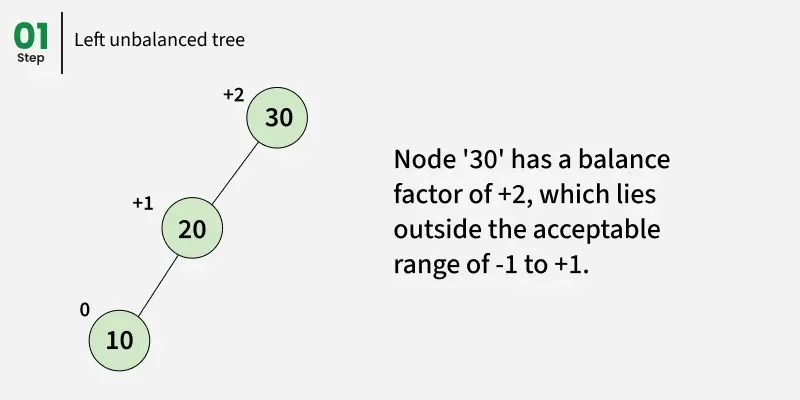 01
Step
Left unbalanced tree
+2
30
+1
20
0
10
Node '30' has a balance
factor of +2, which lies
outside the acceptable
range of -1 to +1.